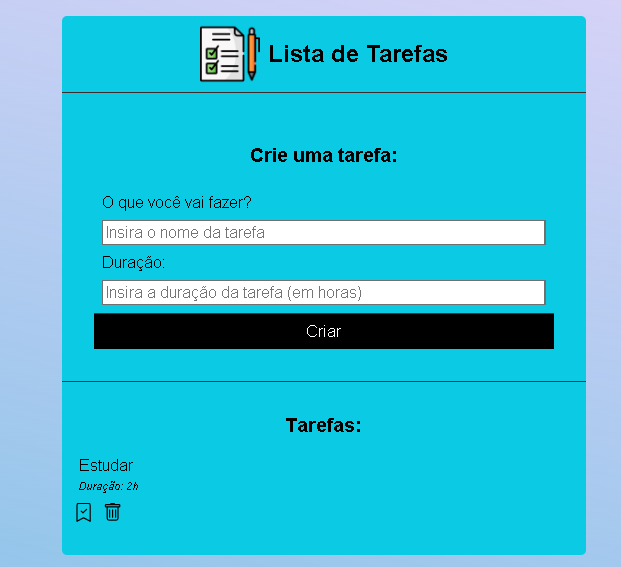 Lista de Tarefas
Crie uma tarefa:
O que você vai fazer?
Insira o nome da tarefa
Duração:
Insira a duração da tarefa (em horas)
Criar
Tarefas:
Estudar
Duração: 2h